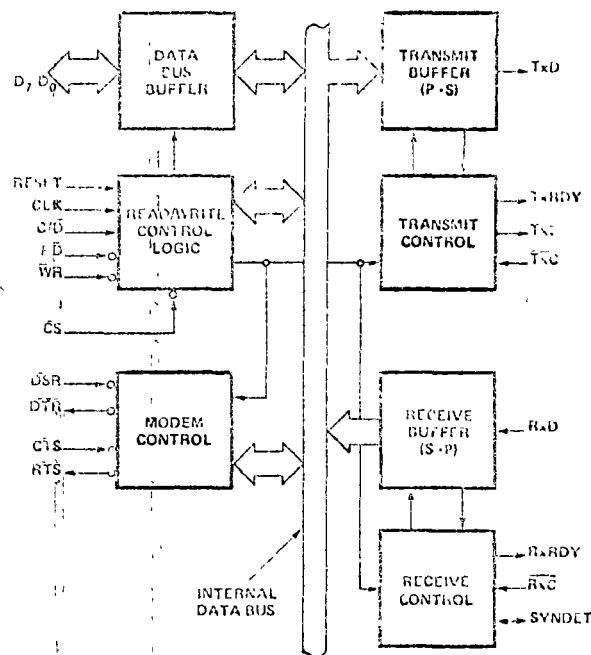 DATA
BUS
BUFFER
D7 D0
TRANSMIT
BUFFER
(P - S)
TxD
RESET
CLK
C/D
RD
WR
CS
READ/WRITE
CONTROL
LOGIC
TRANSMIT
CONTROL
TxRDY
TxE
TxC
DSR
DTR
CTS
RTS
MODEM
CONTROL
RECEIVE
BUFFER
(S - P)
RxD
INTERNAL
DATA BUS
RECEIVE
CONTROL
RxRDY
RxC
SYNDET